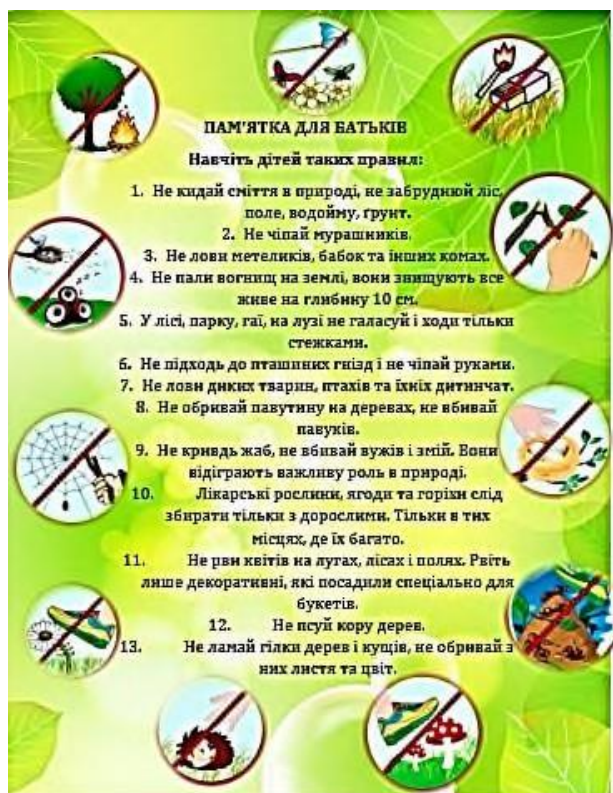 ПАМ'ЯТКА ДЛЯ БАТЬКІВ
Навчіть дітей таких правил:
1. Не кидай сміття в природі, не забруднюй ліс,
поле, водойму, ґрунт.
2. Не чіпай мурашників.
3. Не лови метеликів, бабок та інших комах.
4. Не пали вогнищ на землі, вони знищують все
живе на глибину 10 см.
5. У лісі, парку, гаї, на лузі не галасуй і ходи тільки
стежками.
6. Не підходь до пташиних гнізд і не чіпай руками.
7. Не лови диких тварин, птахів та їхніх дитинчат.
8. Не обривай павутину на деревах, не вбивай
павуків.
9. Не кривдь жаб, не вбивай вужів і змій. Вони
відіграють важливу роль в природі.
10. Лікарські рослини, ягоди та горіхи слід
збирати тільки з дорослими. Тільки в тих
місцях, де їх багато.
11. Не рви квітів на лугах, лісах і полях. Рвіть
лише декоративні, які посадили спеціально для
букетів.
12. Не псуй кору дерев.
13. Не ламай гілки дерев і кущів, не обривай з
них листя та цвіт.